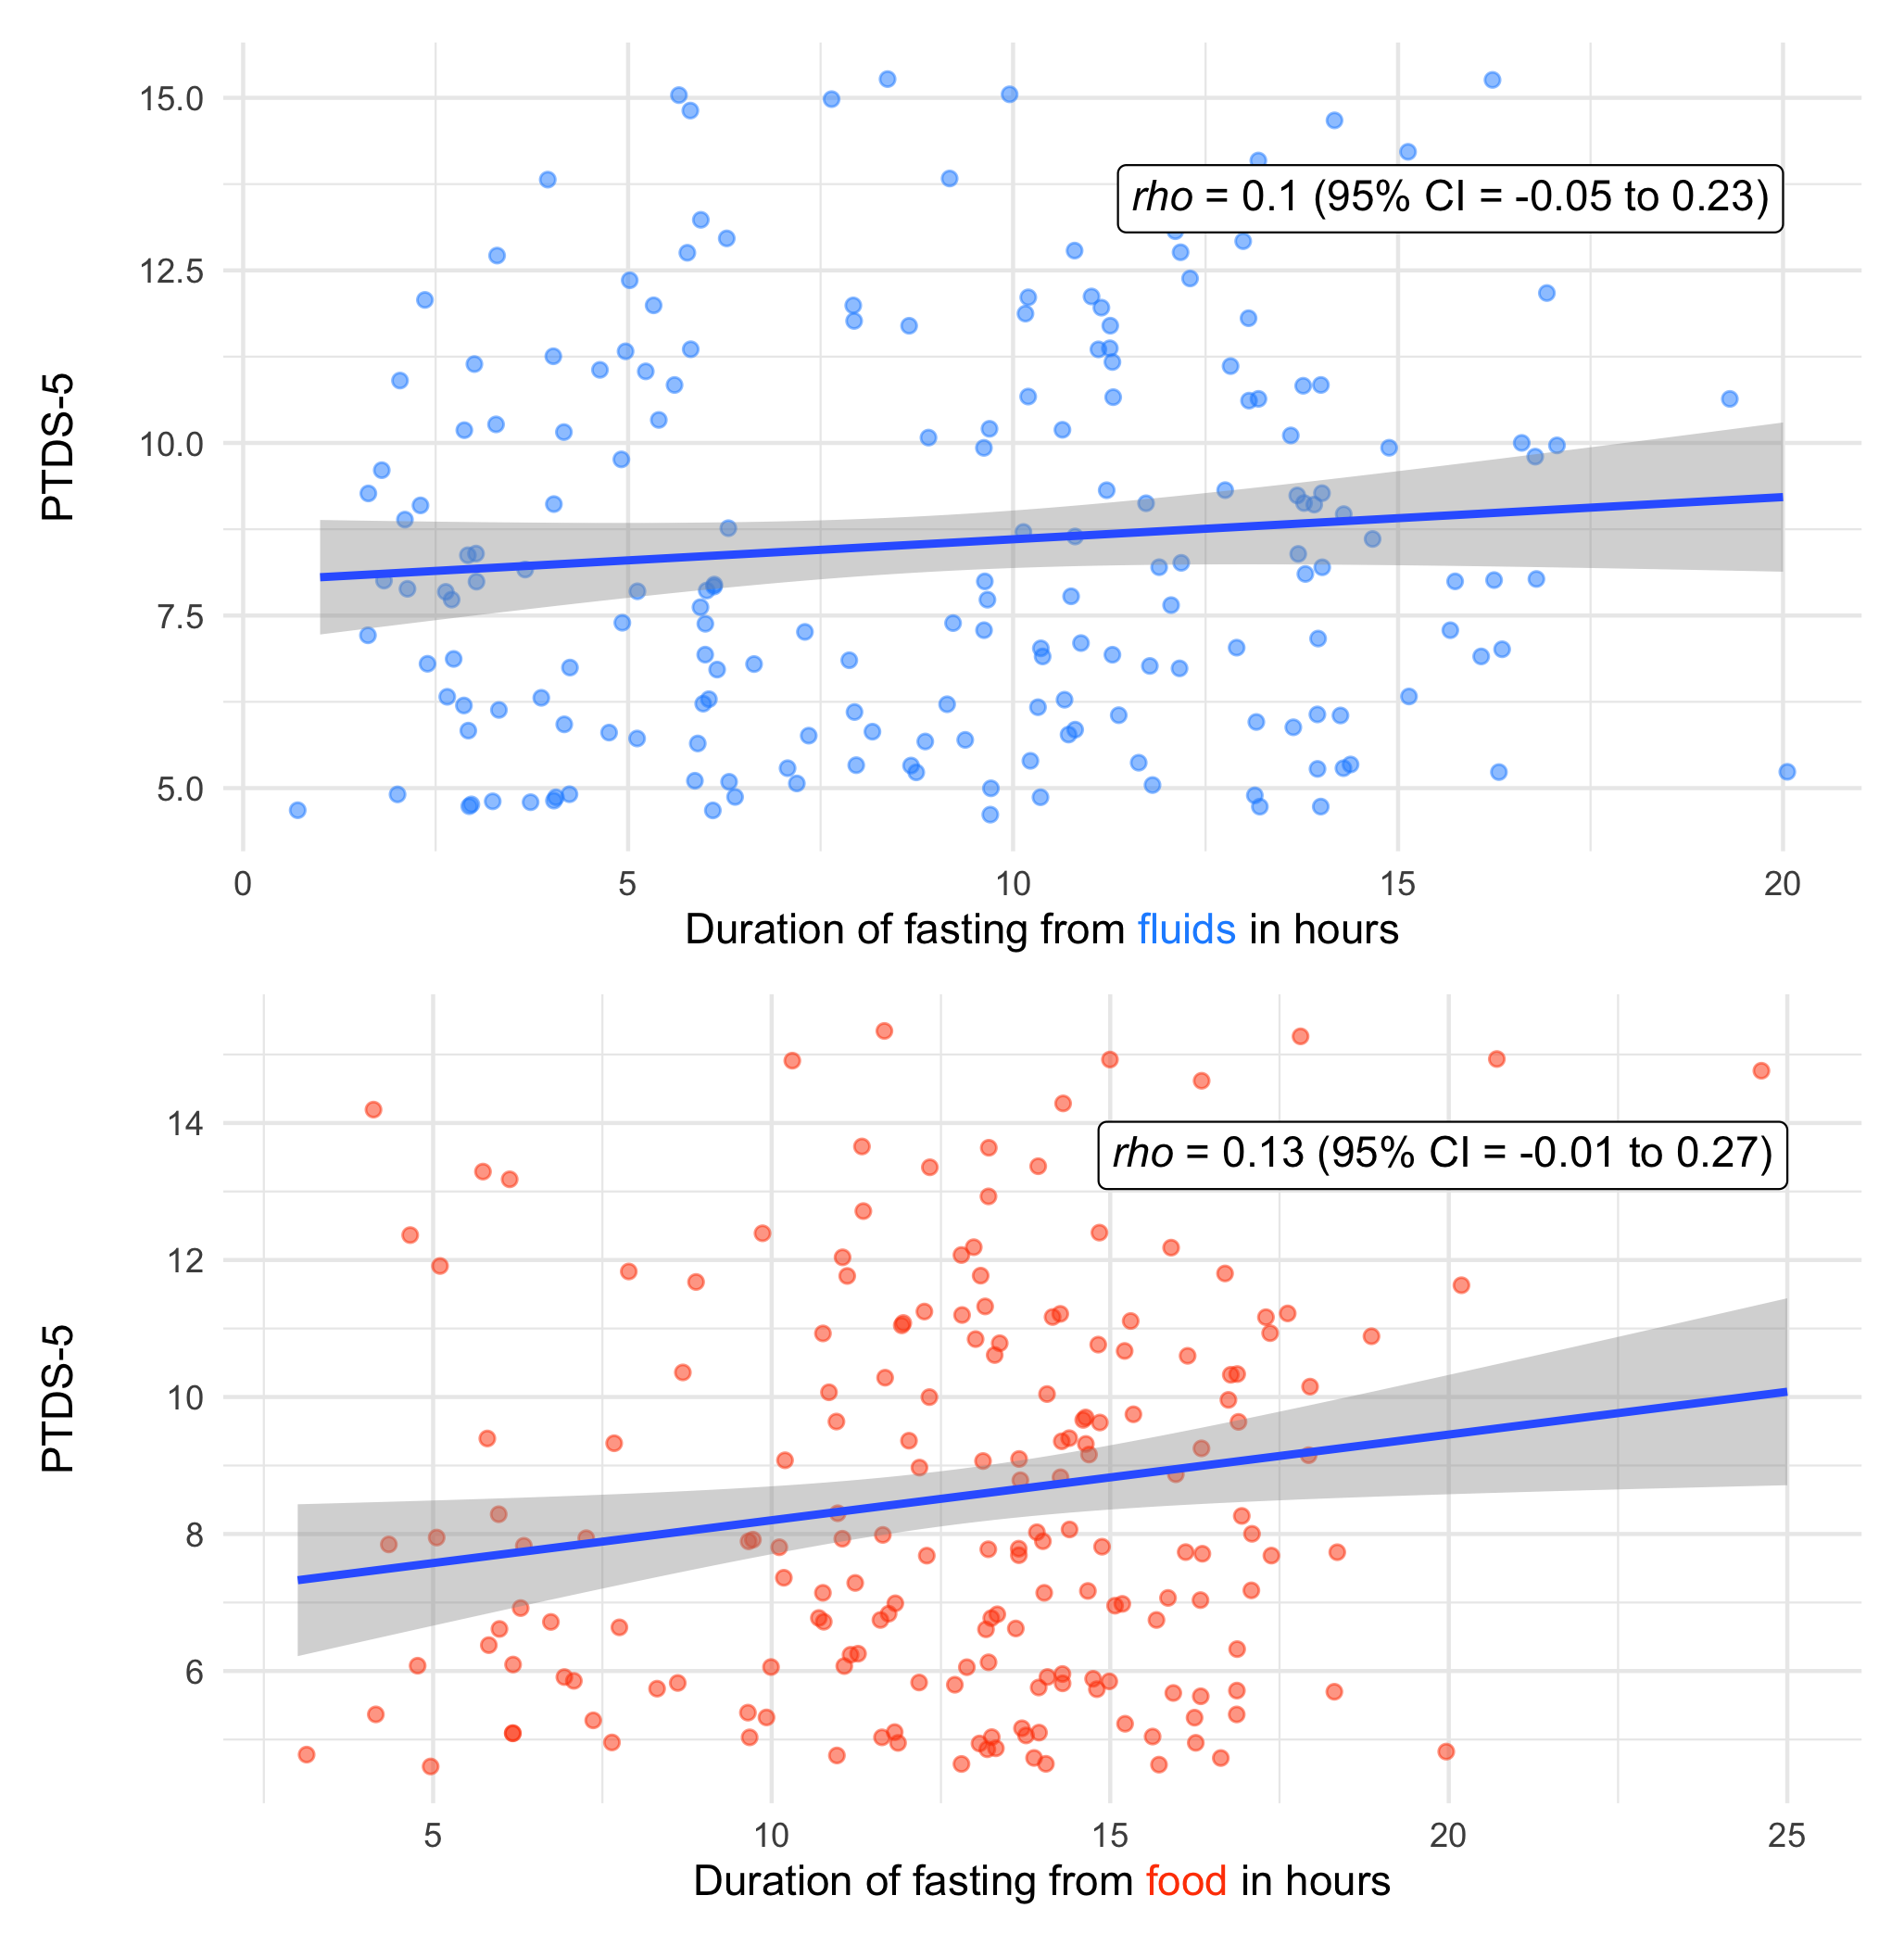 15.0
12.5
10.0
7.5
5.0
PTDS-5
rho = 0.1 (95% CI = -0.05 to 0.23)
0 5 10 15 20
Duration of fasting from fluids in hours
14
12
10
8
6
PTDS-5
rho = 0.13 (95% CI = -0.01 to 0.27)
5 10 15 20 25
Duration of fasting from food in hours